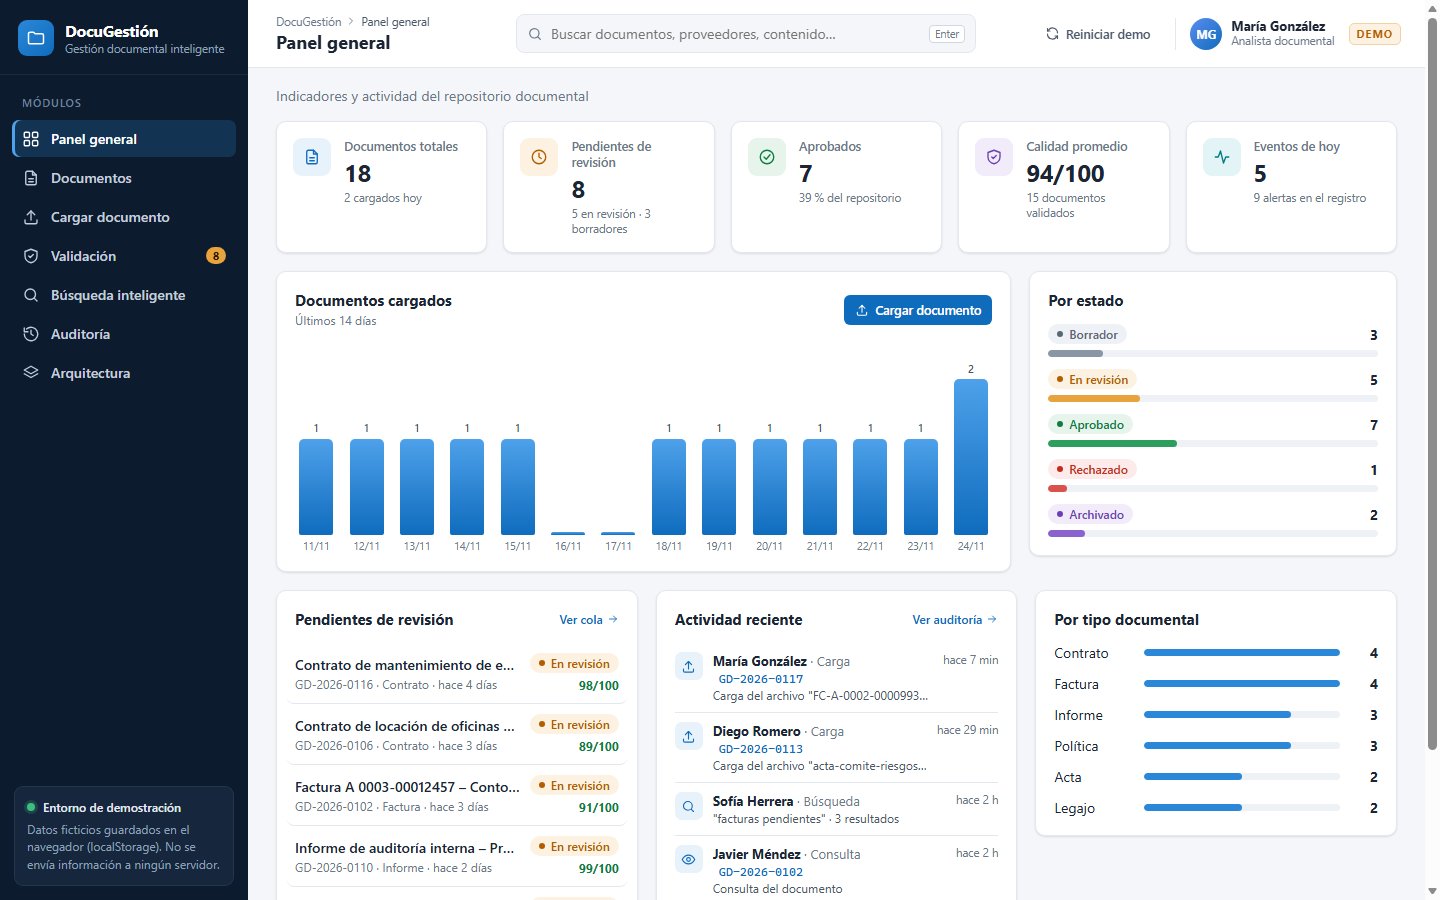 DocuGestión
Gestión documental inteligente
MÓDULOS
Panel general
Documentos
Cargar documento
Validación 8
Búsqueda inteligente
Auditoría
Arquitectura
Entorno de demostración
Datos ficticios guardados en el
navegador (localStorage). No se
envía información a ningún servidor.
DocuGestión > Panel general
Panel general
Buscar documentos, proveedores, contenido... Enter
Reiniciar demo
MG
María González
Analista documental
DEMO
Indicadores y actividad del repositorio documental
Documentos totales
18
2 cargados hoy
Pendientes de
revisión
8
5 en revisión · 3
borradores
Aprobados
7
39 % del repositorio
Calidad promedio
94/100
15 documentos
validados
Eventos de hoy
5
9 alertas en el registro
Documentos cargados
Últimos 14 días
Cargar documento
1 1 1 1 1 1 1 1 1 1 1 2
11/11 12/11 13/11 14/11 15/11 16/11 17/11 18/11 19/11 20/11 21/11 22/11 23/11 24/11
Por estado
Borrador 3
En revisión 5
Aprobado 7
Rechazado 1
Archivado 2
Pendientes de revisión Ver cola →
Contrato de mantenimiento de e... En revisión
GD-2026-0116 · Contrato · hace 4 días 98/100
Contrato de locación de oficinas ... En revisión
GD-2026-0106 · Contrato · hace 3 días 89/100
Factura A 0003-00012457 – Conto... En revisión
GD-2026-0102 · Factura · hace 3 días 91/100
Informe de auditoría interna – Pr... En revisión
GD-2026-0110 · Informe · hace 2 días 99/100
Actividad reciente Ver auditoría →
María González · Carga hace 7 min
GD-2026-0117
Carga del archivo "FC-A-0002-0000993...
Diego Romero · Carga hace 29 min
GD-2026-0113
Carga del archivo "acta-comite-riesgos...
Sofía Herrera · Búsqueda hace 2 h
"facturas pendientes" · 3 resultados
Javier Méndez · Consulta hace 2 h
GD-2026-0102
Consulta del documento
Por tipo documental
Contrato 4
Factura 4
Informe 3
Política 3
Acta 2
Legajo 2